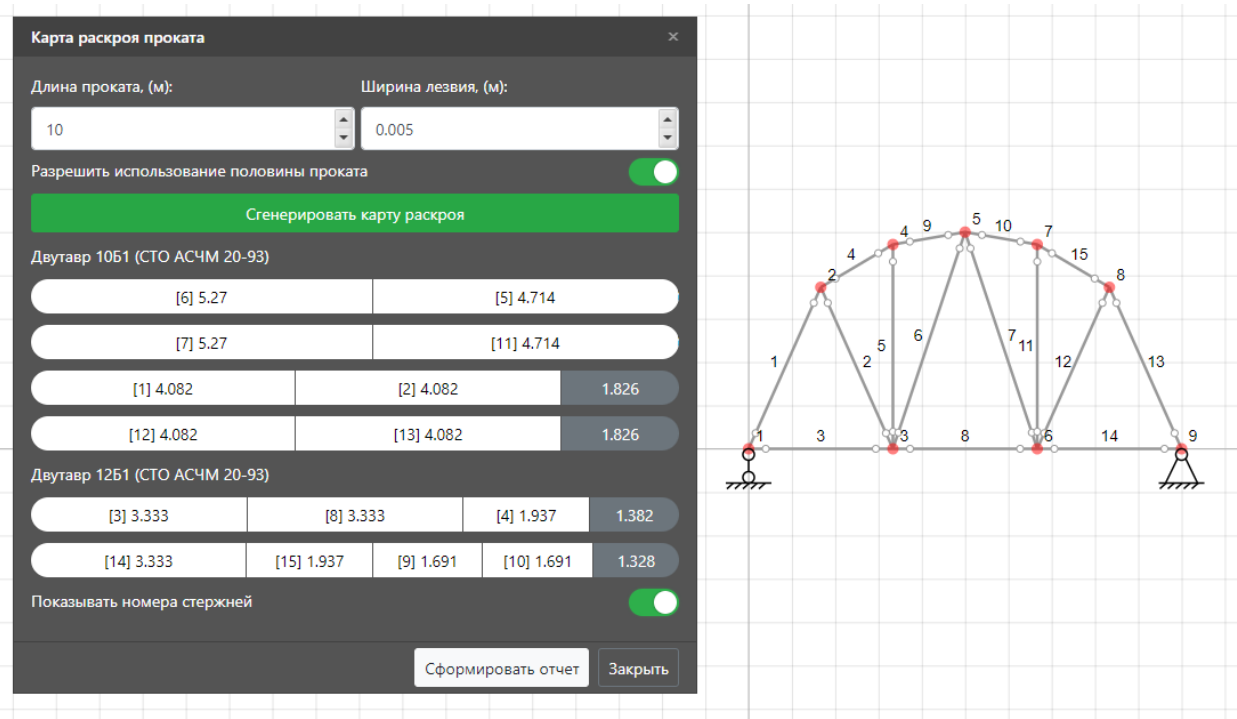 Карта раскроя проката ×
Длина проката, (м): Ширина лезвия, (м):
10 0.005
Разрешить использование половины проката
Сгенерировать карту раскроя
Двутавр 10Б1 (СТО АСЧМ 20-93)
[6] 5.27 [5] 4.714
[7] 5.27 [11] 4.714
[1] 4.082 [2] 4.082 1.826
[12] 4.082 [13] 4.082 1.826
Двутавр 12Б1 (СТО АСЧМ 20-93)
[3] 3.333 [8] 3.333 [4] 1.937 1.382
[14] 3.333 [15] 1.937 [9] 1.691 [10] 1.691 1.328
Показывать номера стержней
Сформировать отчет Закрыть
4 9 5 10 7
4 15
2 8
1 2 5 6 7 11 12 13
1 3 3 8 6 14 9